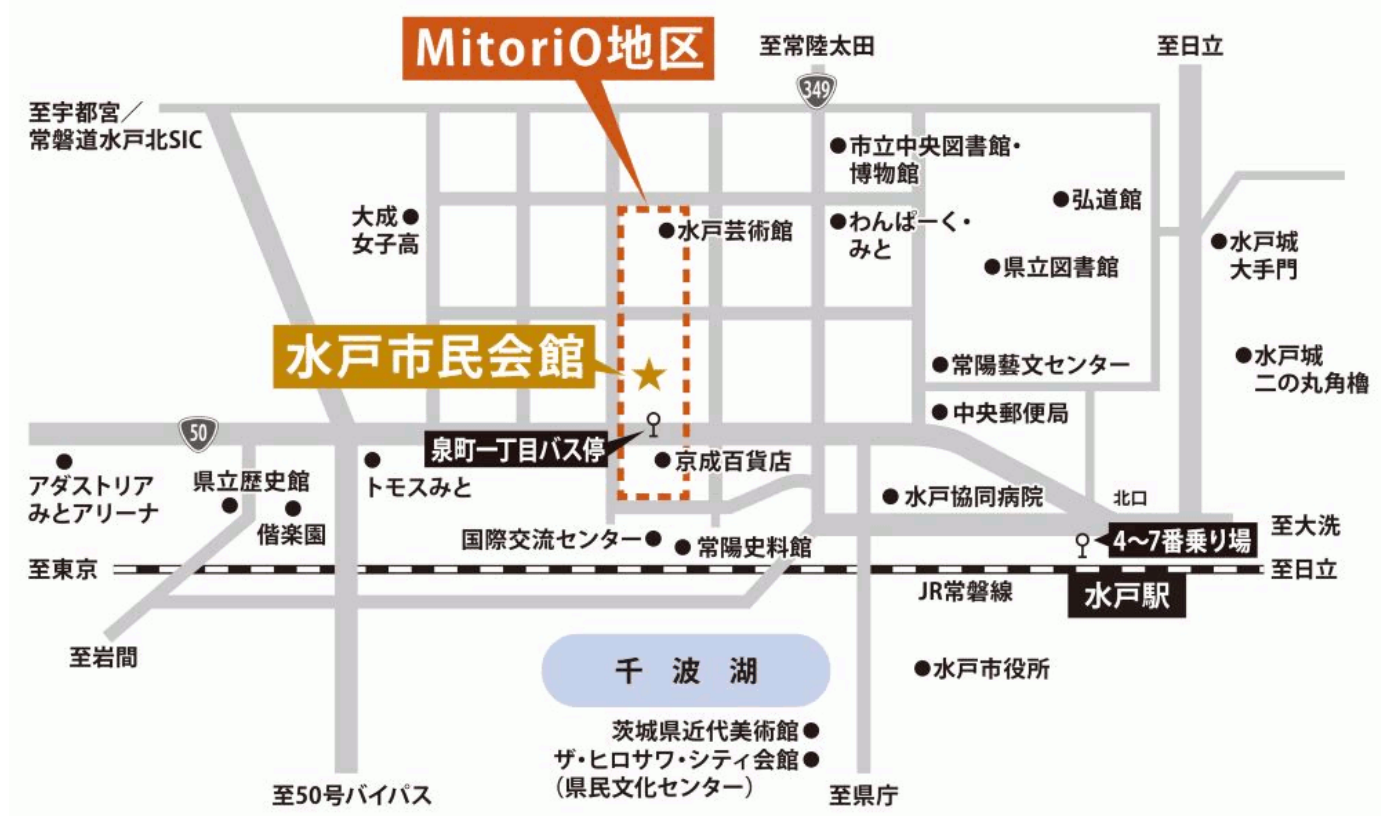 MitoriO地区
至常陸太田
至日立
349
至宇都宮／
常磐道水戸北SIC
市立中央図書館・
博物館
弘道館
大成
女子高
水戸芸術館
わんぱーく・
みと
水戸城
大手門
県立図書館
水戸市民会館
常陽藝文センター
水戸城
二の丸角櫓
中央郵便局
50
泉町一丁目バス停
京成百貨店
アダストリア
みとアリーナ
県立歴史館
偕楽園
トモスみと
水戸協同病院
北口
国際交流センター
常陽史料館
4〜7番乗り場
至大洗
至東京
至日立
JR常磐線
水戸駅
至岩間
千波湖
水戸市役所
茨城県近代美術館
ザ・ヒロサワ・シティ会館
（県民文化センター）
至50号バイパス
至県庁